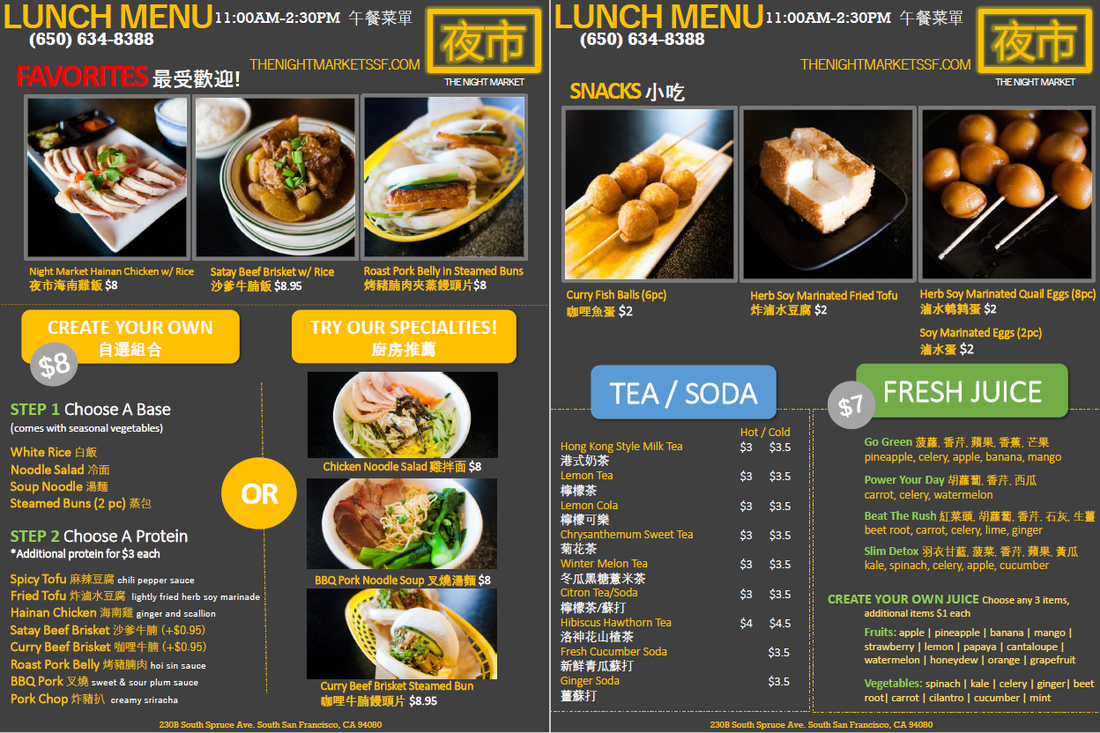 LUNCH MENU 11:00AM-2:30PM 午餐菜單
(650) 634-8388
THENIGHTMARKETSSF.COM
夜市
THE NIGHT MARKET
FAVORITES 最受歡迎!
Night Market Hainan Chicken w/ Rice
夜市海南雞飯 $8
Satay Beef Brisket w/ Rice
沙爹牛腩飯 $8.95
Roast Pork Belly in Steamed Buns
烤豬腩肉夾蒸饅頭片$8
CREATE YOUR OWN
自選組合
$8
STEP 1 Choose A Base
(comes with seasonal vegetables)
White Rice 白飯
Noodle Salad 冷面
Soup Noodle 湯麵
Steamed Buns (2 pc) 蒸包
STEP 2 Choose A Protein
*Additional protein for $3 each
Spicy Tofu 麻辣豆腐 chili pepper sauce
Fried Tofu 炸滷水豆腐 lightly fried herb soy marinade
Hainan Chicken 海南雞 ginger and scallion
Satay Beef Brisket 沙爹牛腩 (+$0.95)
Curry Beef Brisket 咖哩牛腩 (+$0.95)
Roast Pork Belly 烤豬腩肉 hoi sin sauce
BBQ Pork 叉燒 sweet & sour plum sauce
Pork Chop 炸豬扒 creamy sriracha
OR
TRY OUR SPECIALTIES!
廚房推薦
Chicken Noodle Salad 雞拌面 $8
BBQ Pork Noodle Soup 叉燒湯麵 $8
Curry Beef Brisket Steamed Bun
咖哩牛腩饅頭片 $8.95
230B South Spruce Ave. South San Francisco, CA 94080
LUNCH MENU 11:00AM-2:30PM 午餐菜單
(650) 634-8388
THENIGHTMARKETSSF.COM
夜市
THE NIGHT MARKET
SNACKS 小吃
Curry Fish Balls (6pc)
咖哩魚蛋 $2
Herb Soy Marinated Fried Tofu
炸滷水豆腐 $2
Herb Soy Marinated Quail Eggs (8pc)
滷水鹌鹑蛋 $2
Soy Marinated Eggs (2pc)
滷水蛋 $2
TEA / SODA
Hot / Cold
Hong Kong Style Milk Tea $3 $3.5
港式奶茶
Lemon Tea $3 $3.5
檸檬茶
Lemon Cola $3 $3.5
檸檬可樂
Chrysanthemum Sweet Tea $3 $3.5
菊花茶
Winter Melon Tea $3 $3.5
冬瓜黑糖薏米茶
Citron Tea/Soda $3 $3.5
檸檬茶/蘇打
Hibiscus Hawthorn Tea $4 $4.5
洛神花山楂茶
Fresh Cucumber Soda $3.5
新鮮青瓜蘇打
Ginger Soda $3.5
薑蘇打
$7
FRESH JUICE
Go Green 菠蘿, 香芹, 蘋果, 香蕉, 芒果
pineapple, celery, apple, banana, mango
Power Your Day 胡蘿蔔, 香芹, 西瓜
carrot, celery, watermelon
Beat The Rush 紅菜頭, 胡蘿蔔, 香芹, 石灰, 生薑
beet root, carrot, celery, lime, ginger
Slim Detox 羽衣甘藍, 菠菜, 香芹, 蘋果, 黃瓜
kale, spinach, celery, apple, cucumber
CREATE YOUR OWN JUICE Choose any 3 items,
additional items $1 each
Fruits: apple | pineapple | banana | mango |
strawberry | lemon | papaya | cantaloupe |
watermelon | honeydew | orange | grapefruit
Vegetables: spinach | kale | celery | ginger| beet
root| carrot | cilantro | cucumber | mint
230B South Spruce Ave. South San Francisco, CA 94080